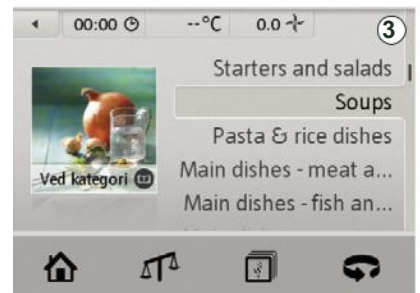 00:00 --°C 0.0
3
Starters and salads
Soups
Pasta & rice dishes
Main dishes - meat a...
Main dishes - fish an...
Ved kategori